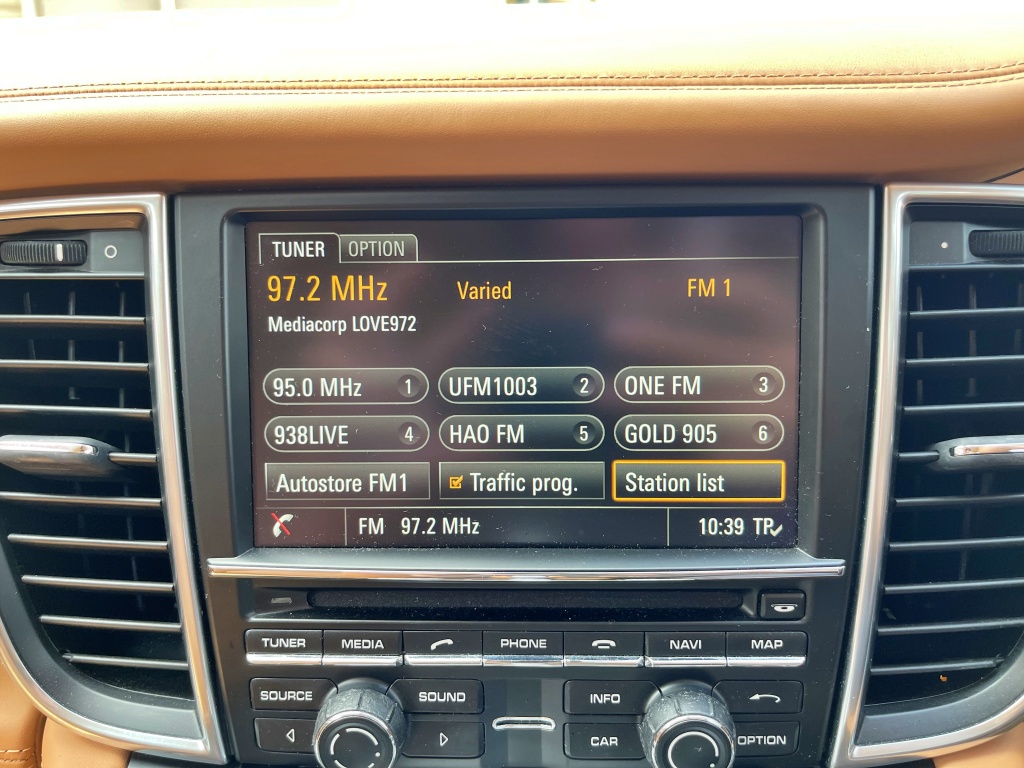 TUNER OPTION
97.2 MHz Varied FM 1
Mediacorp LOVE972
95.0 MHz 1 UFM1003 2 ONE FM 3
938LIVE 4 HAO FM 5 GOLD 905 6
Autostore FM1 Traffic prog. Station list
FM 97.2 MHz 10:39 TP
TUNER MEDIA PHONE NAVI MAP
SOURCE SOUND INFO
CAR OPTION